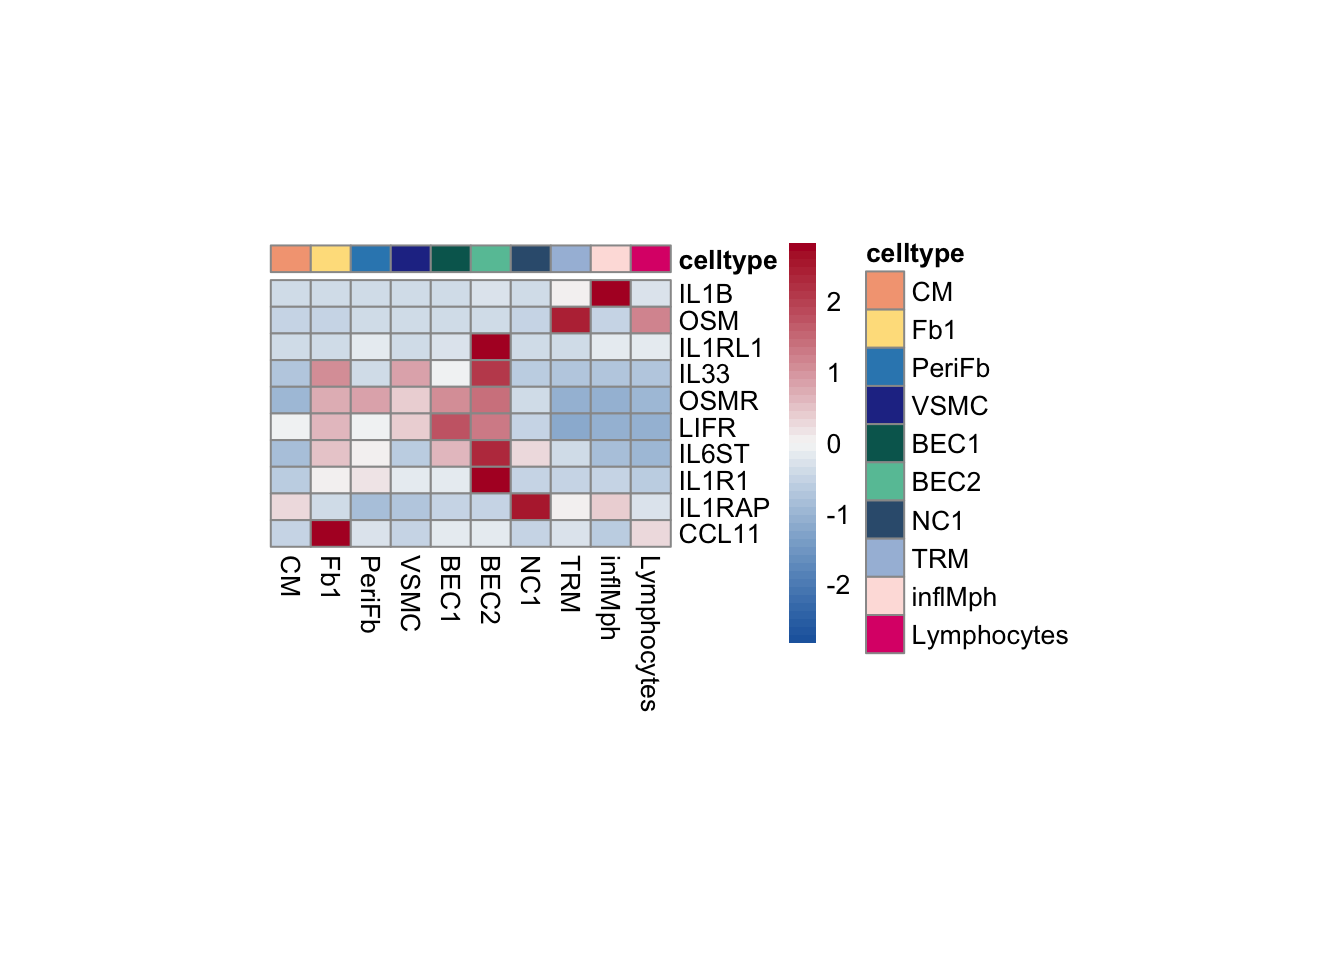 celltype
IL1B
OSM
IL1RL1
IL33
OSMR
LIFR
IL6ST
IL1R1
IL1RAP
CCL11
CM
Fb1
PeriFb
VSMC
BEC1
BEC2
NC1
TRM
inflMph
Lymphocytes
2
1
0
-1
-2
celltype
CM
Fb1
PeriFb
VSMC
BEC1
BEC2
NC1
TRM
inflMph
Lymphocytes